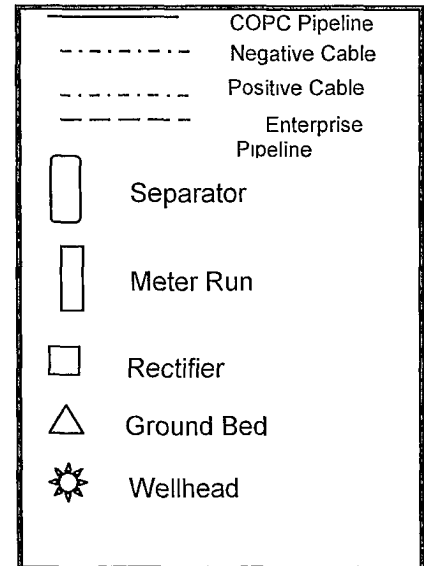 COPC Pipeline
Negative Cable
Positive Cable
Enterprise
Pipeline
Separator
Meter Run
Rectifier
Ground Bed
Wellhead